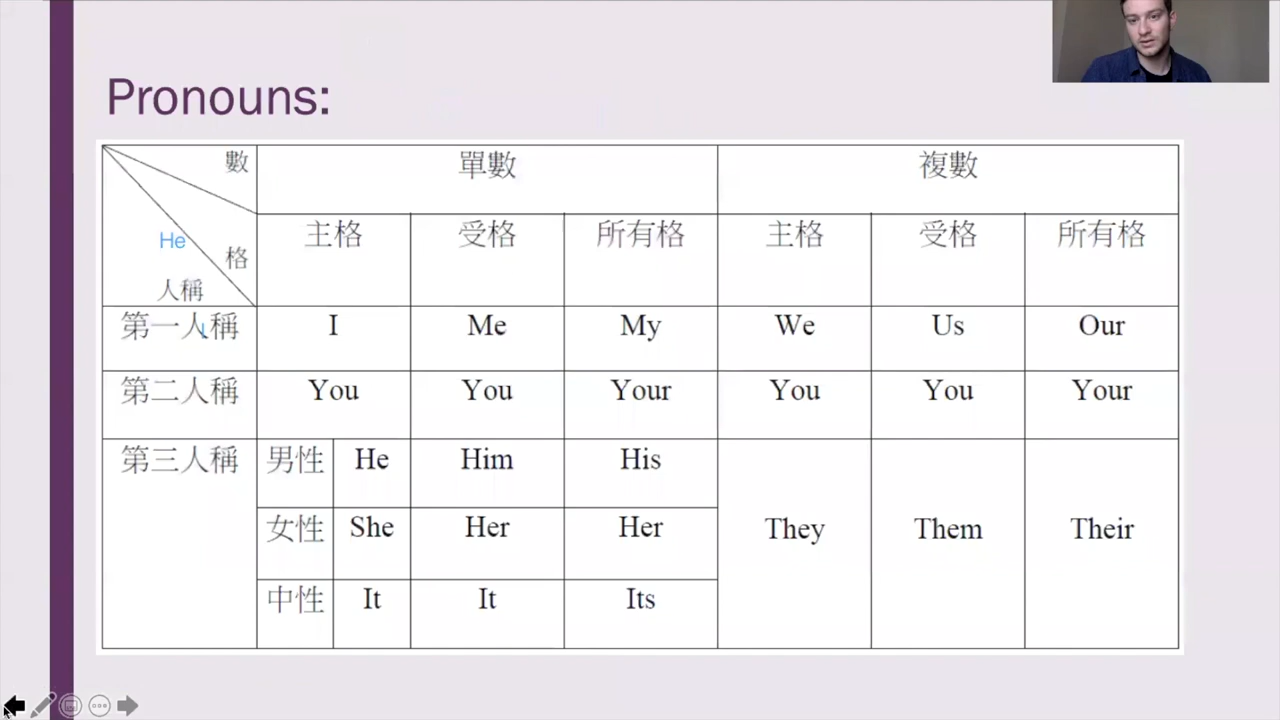 Pronouns:
數
單數
複數
He
格
人稱
主格
受格
所有格
主格
受格
所有格
第一人稱
I
Me
My
We
Us
Our
第二人稱
You
You
Your
You
You
Your
第三人稱
男性
He
Him
His
女性
She
Her
Her
中性
It
It
Its
They
Them
Their